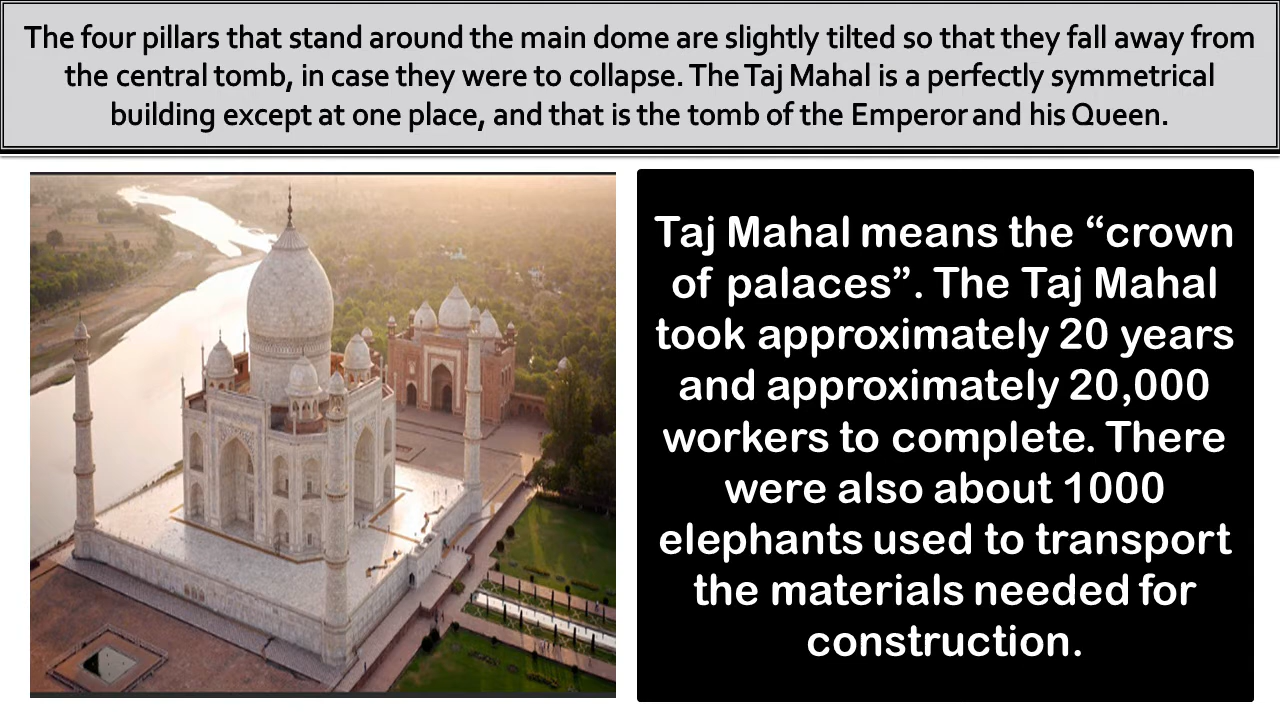 The four pillars that stand around the main dome are slightly tilted so that they fall away from
the central tomb, in case they were to collapse. The Taj Mahal is a perfectly symmetrical
building except at one place, and that is the tomb of the Emperor and his Queen.
Taj Mahal means the “crown
of palaces”. The Taj Mahal
took approximately 20 years
and approximately 20,000
workers to complete. There
were also about 1000
elephants used to transport
the materials needed for
construction.